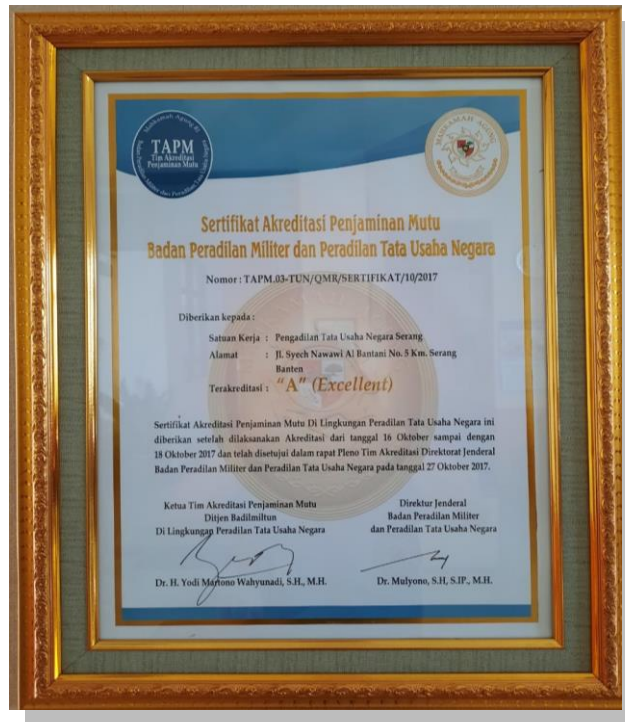 Mahkamah Agung RI
TAPM
Tim Akreditasi
Penjaminan Mutu
MAHKAMAH AGUNG
Sertifikat Akreditasi Penjaminan Mutu
Badan Peradilan Militer dan Peradilan Tata Usaha Negara
Nomor : TAPM.03-TUN/QMR/SERTIFIKAT/10/2017
Diberikan kepada :
Satuan Kerja : Pengadilan Tata Usaha Negara Serang
Alamat : Jl. Syech Nawawi Al Bantani No. 5 Km. Serang
Banten
Terakreditasi : "A" (Excellent)
Sertifikat Akreditasi Penjaminan Mutu Di Lingkungan Peradilan Tata Usaha Negara ini
diberikan setelah dilaksanakan Akreditasi dari tanggal 16 Oktober sampai dengan
18 Oktober 2017 dan telah disetujui dalam rapat Pleno Tim Akreditasi Direktorat Jenderal
Badan Peradilan Militer dan Peradilan Tata Usaha Negara pada tanggal 27 Oktober 2017.
Ketua Tim Akreditasi Penjaminan Mutu
Ditjen Badilmiltun
Di Lingkungan Peradilan Tata Usaha Negara
Dr. H. Yodi Martono Wahyunadi, S.H., M.H.
Direktur Jenderal
Badan Peradilan Militer
dan Peradilan Tata Usaha Negara
Dr. Mulyono, S.H, S.IP., M.H.